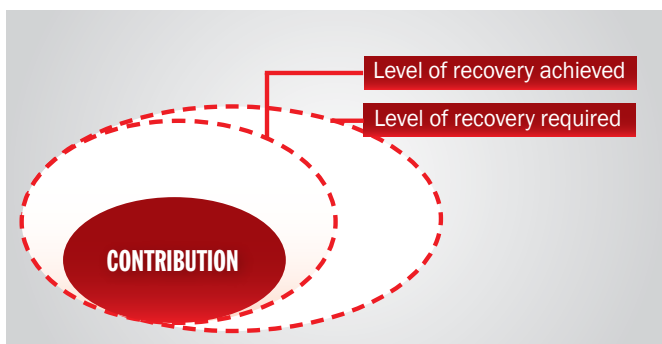 Level of recovery achieved
Level of recovery required
CONTRIBUTION